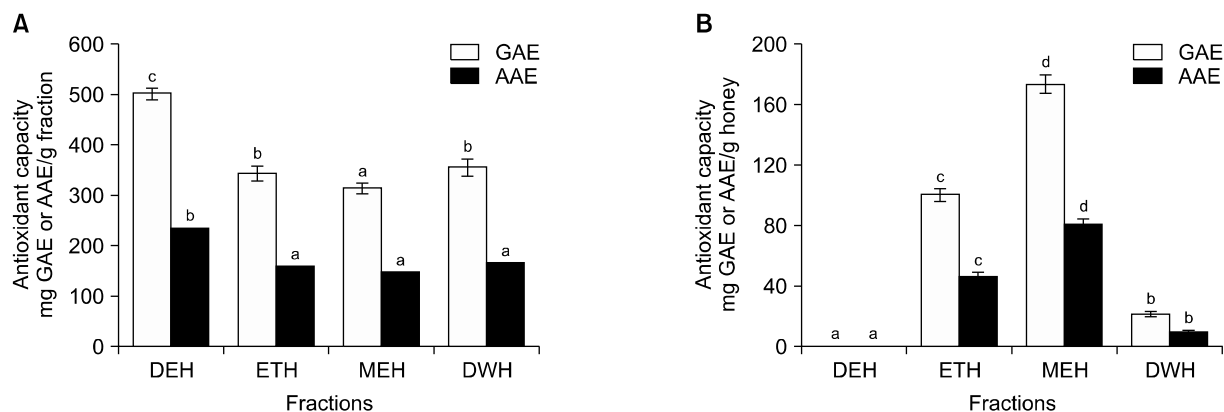 A
Antioxidant capacity
mg GAE or AAE/g fraction
600
500
400
300
200
100
0
GAE
AAE
c
b
b
a
a
a
b
a
DEH
ETH
MEH
DWH
Fractions
B
Antioxidant capacity
mg GAE or AAE/g honey
200
160
120
80
40
0
GAE
AAE
a
a
c
c
d
d
b
b
DEH
ETH
MEH
DWH
Fractions